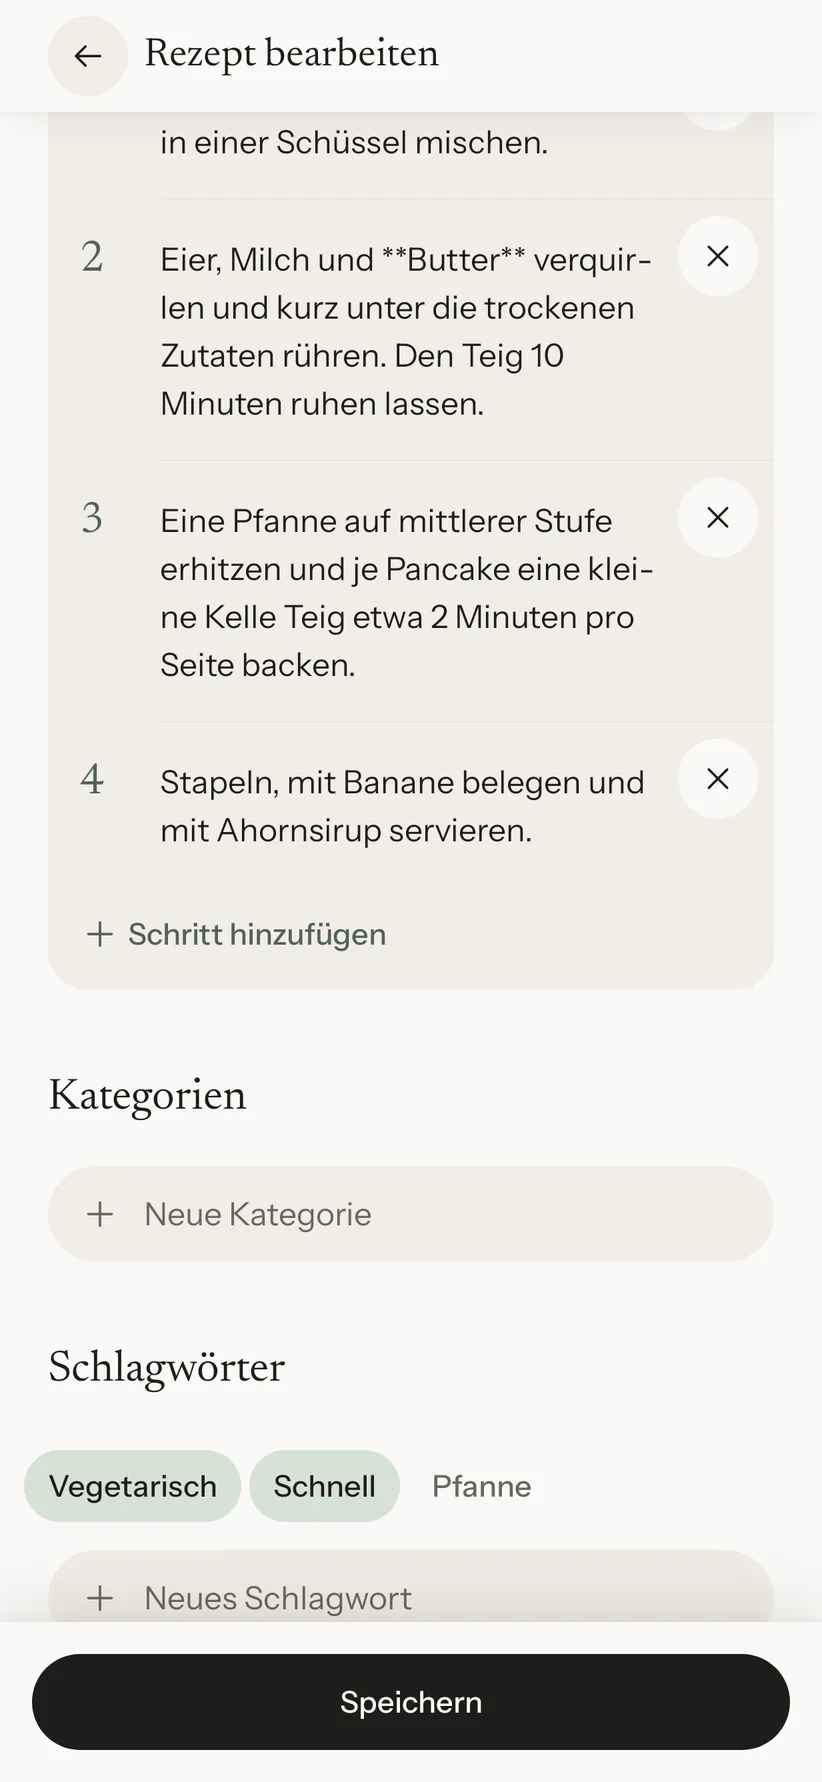 Rezept bearbeiten
in einer Schüssel mischen.
2
Eier, Milch und **Butter** verquir-
len und kurz unter die trockenen
Zutaten rühren. Den Teig 10
Minuten ruhen lassen.
3
Eine Pfanne auf mittlerer Stufe
erhitzen und je Pancake eine klei-
ne Kelle Teig etwa 2 Minuten pro
Seite backen.
4
Stapeln, mit Banane belegen und
mit Ahornsirup servieren.
Schritt hinzufügen
Kategorien
Neue Kategorie
Schlagwörter
Vegetarisch Schnell Pfanne
Neues Schlagwort
Speichern